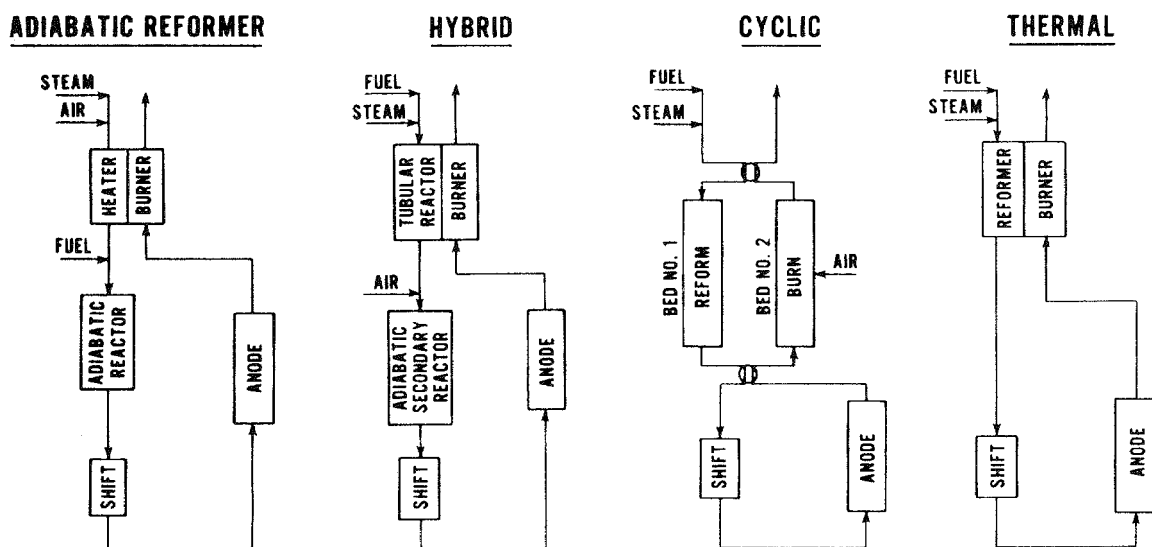 ADIABATIC REFORMER
STEAM
AIR
HEATER
BURNER
FUEL
ADIABATIC
REACTOR
ANODE
SHIFT
HYBRID
FUEL
STEAM
TUBULAR
REACTOR
BURNER
AIR
ADIABATIC
SECONDARY
REACTOR
ANODE
SHIFT
CYCLIC
FUEL
STEAM
BED NO. 1
REFORM
BED NO. 2
BURN
AIR
SHIFT
ANODE
THERMAL
FUEL
STEAM
REFORMER
BURNER
SHIFT
ANODE